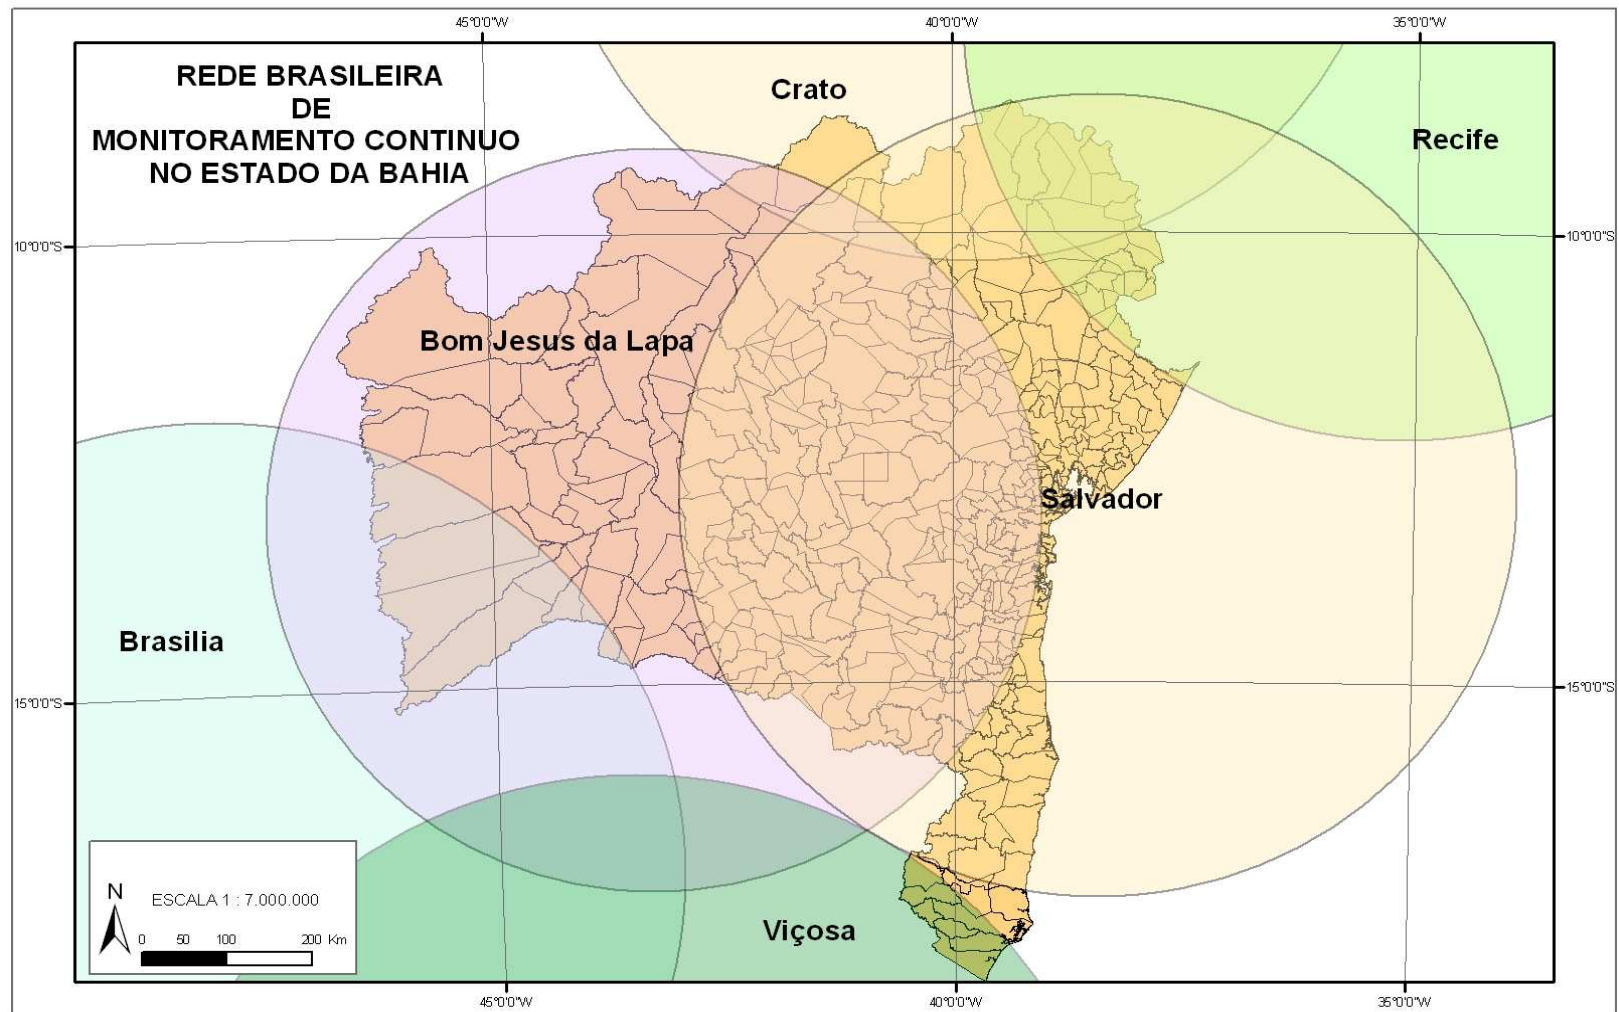 45°0'0"W 40°0'0"W 35°0'0"W
REDE BRASILEIRA
DE
MONITORAMENTO CONTINUO
NO ESTADO DA BAHIA
Crato
Recife
10°0'0"S 10°0'0"S
Bom Jesus da Lapa
Salvador
Brasilia
15°0'0"S 15°0'0"S
N
ESCALA 1 : 7.000.000
0 50 100 200 Km
Viçosa
45°0'0"W 40°0'0"W 35°0'0"W